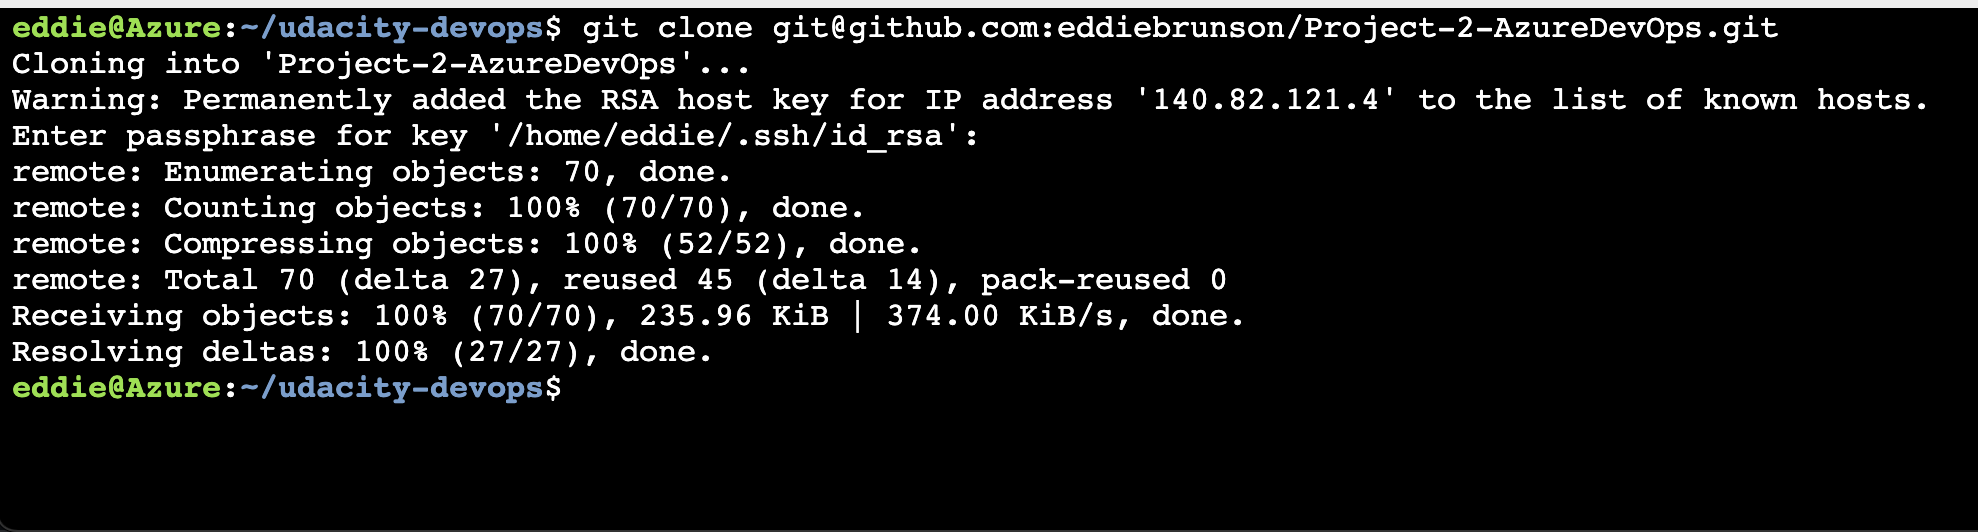 eddie@Azure:~/udacity-devops$ git clone git@github.com:eddiebrunson/Project-2-AzureDevOps.git
Cloning into 'Project-2-AzureDevOps'...
Warning: Permanently added the RSA host key for IP address '140.82.121.4' to the list of known hosts.
Enter passphrase for key '/home/eddie/.ssh/id_rsa':
remote: Enumerating objects: 70, done.
remote: Counting objects: 100% (70/70), done.
remote: Compressing objects: 100% (52/52), done.
remote: Total 70 (delta 27), reused 45 (delta 14), pack-reused 0
Receiving objects: 100% (70/70), 235.96 KiB | 374.00 KiB/s, done.
Resolving deltas: 100% (27/27), done.
eddie@Azure:~/udacity-devops$